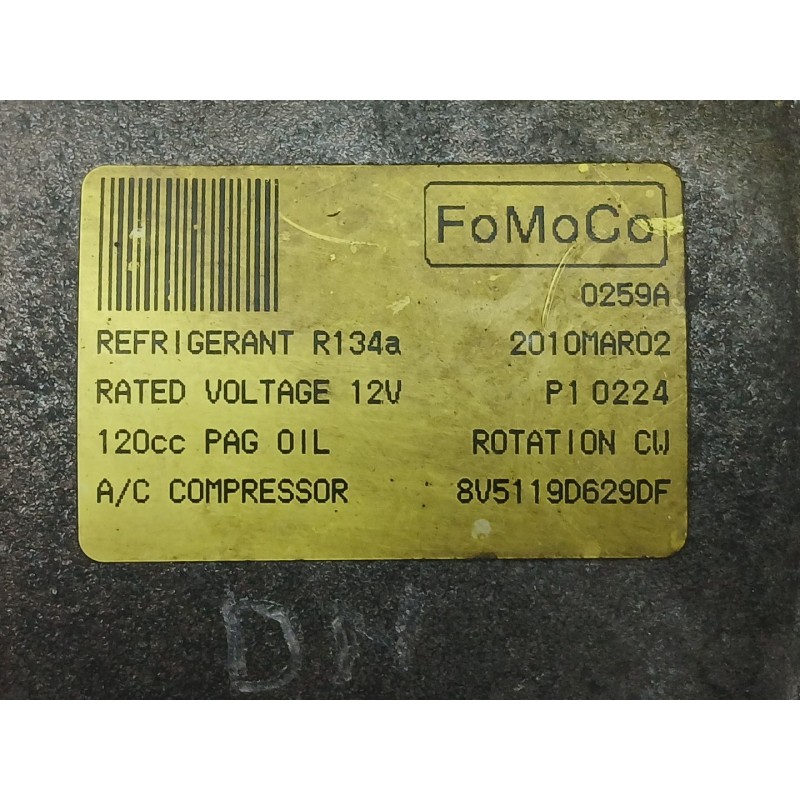 FoMoCo
0259A
REFRIGERANT R134a 2010MAR02
RATED VOLTAGE 12V P1 0224
120cc PAG OIL ROTATION CW
A/C COMPRESSOR 8V5119D629DF